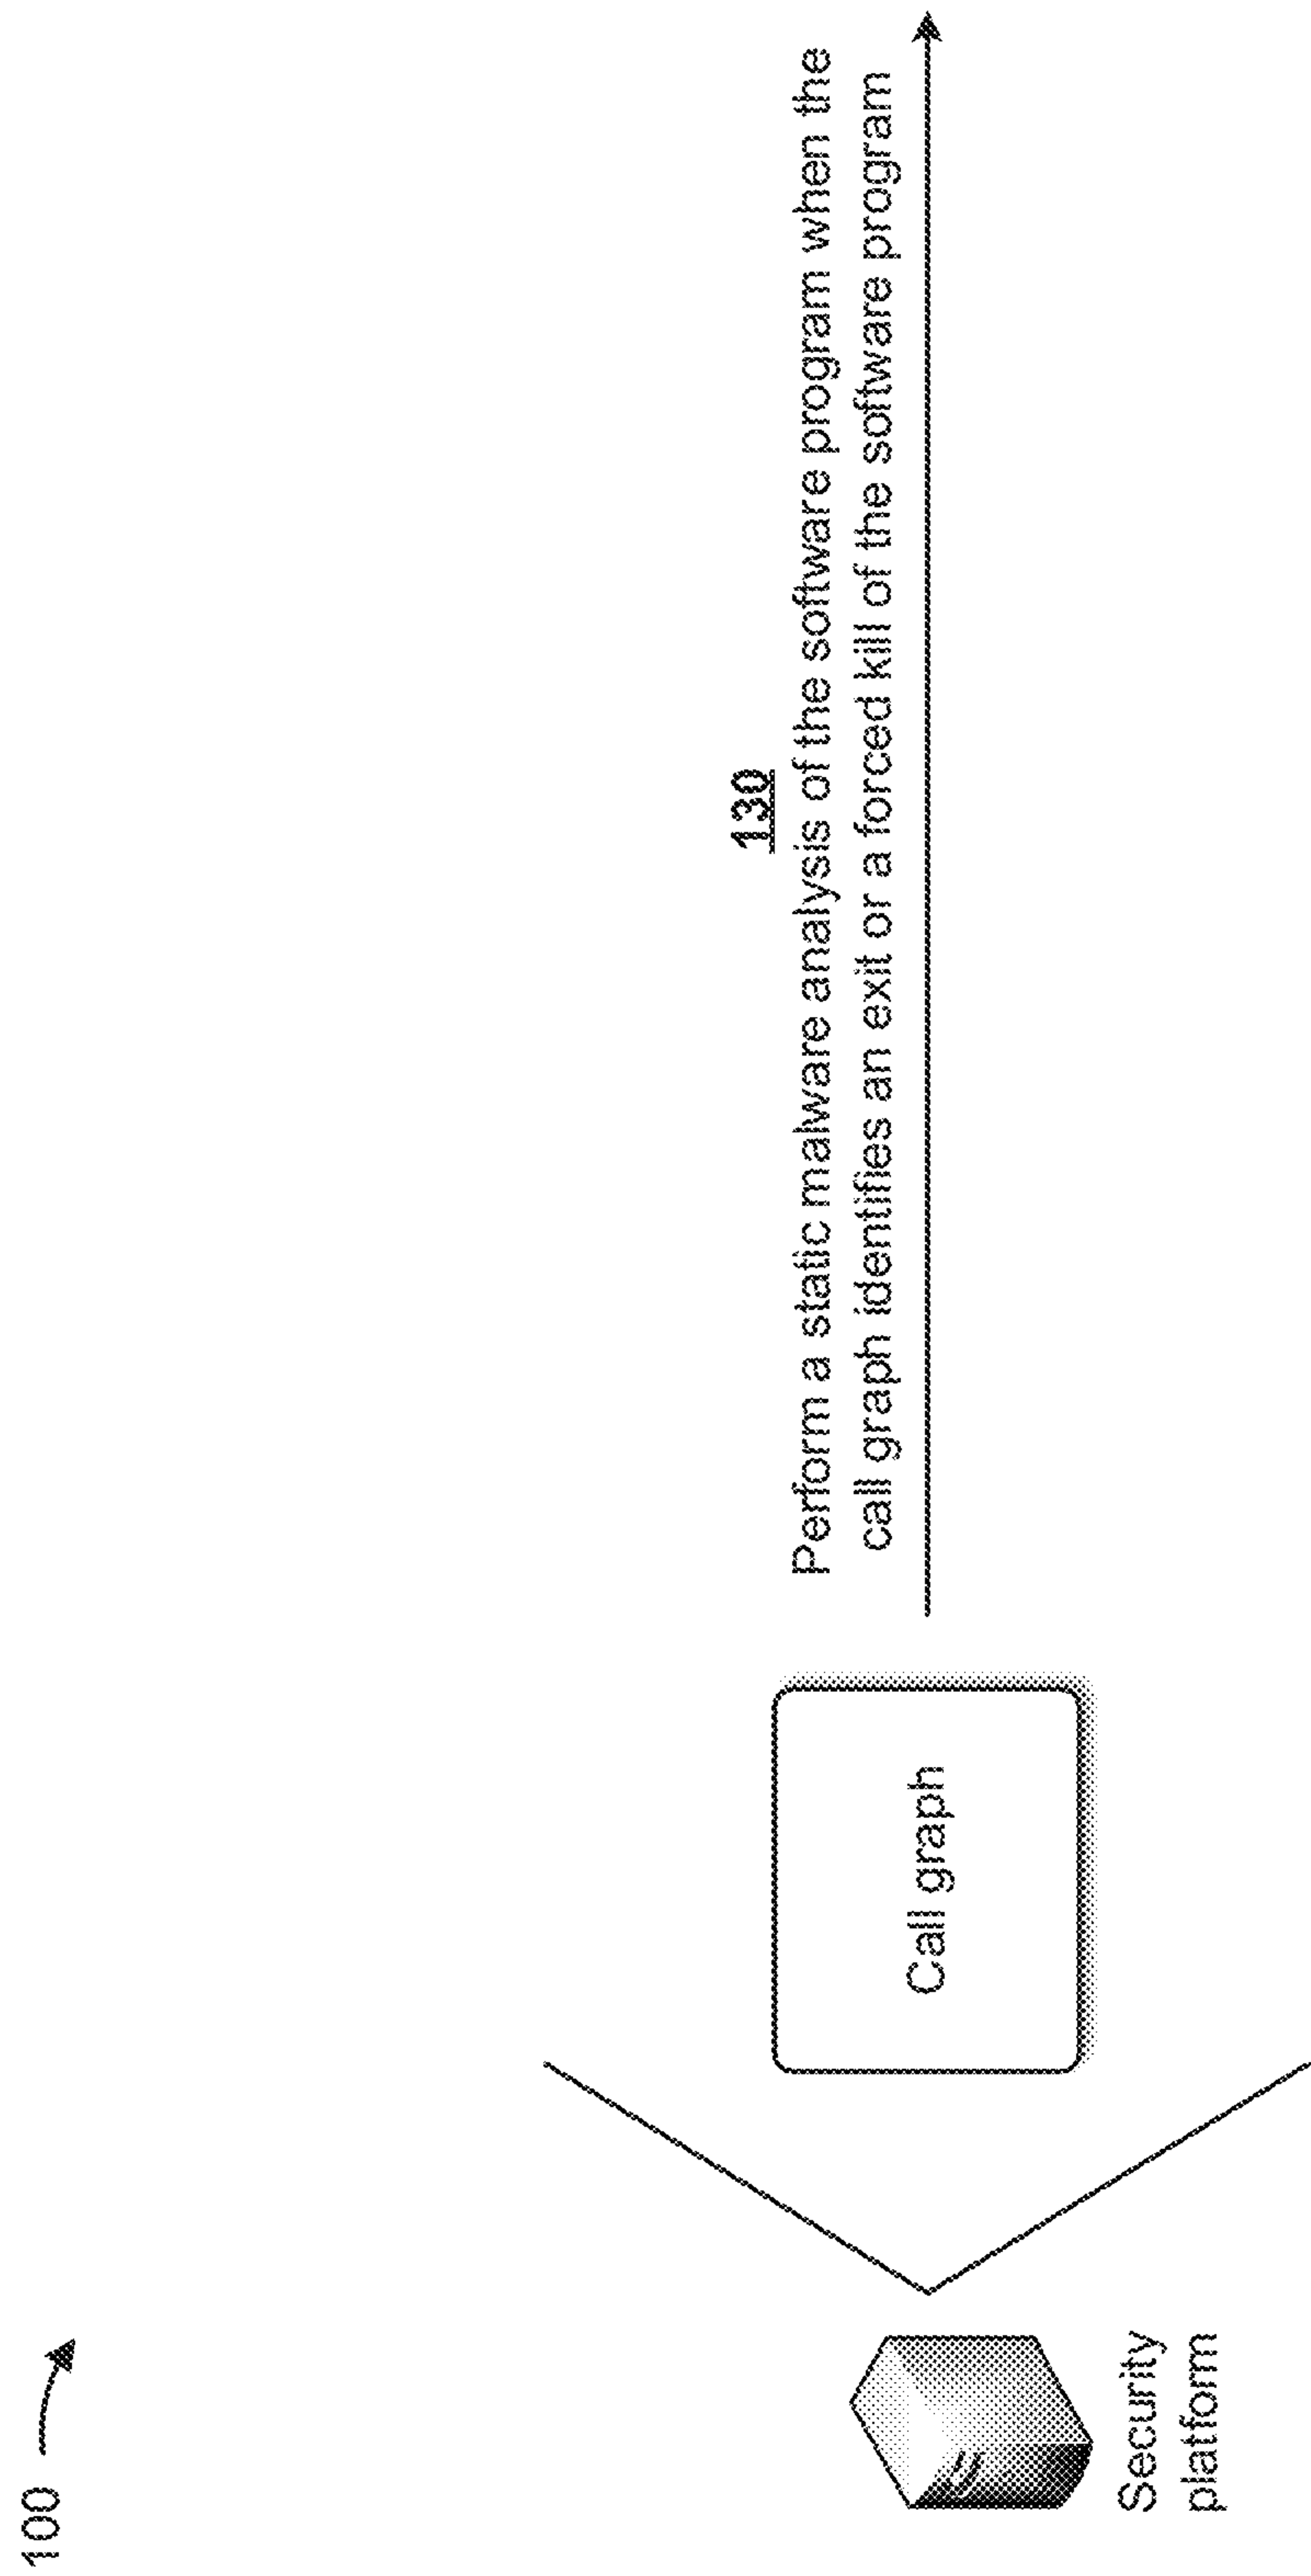 100
130
Perform a static malware analysis of the software program when the
call graph identifies an exit or a forced kill of the software program
Call graph
Security
platform